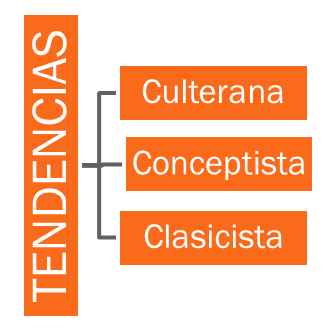 TENDENCIAS
Culterana
Conceptista
Clasicista